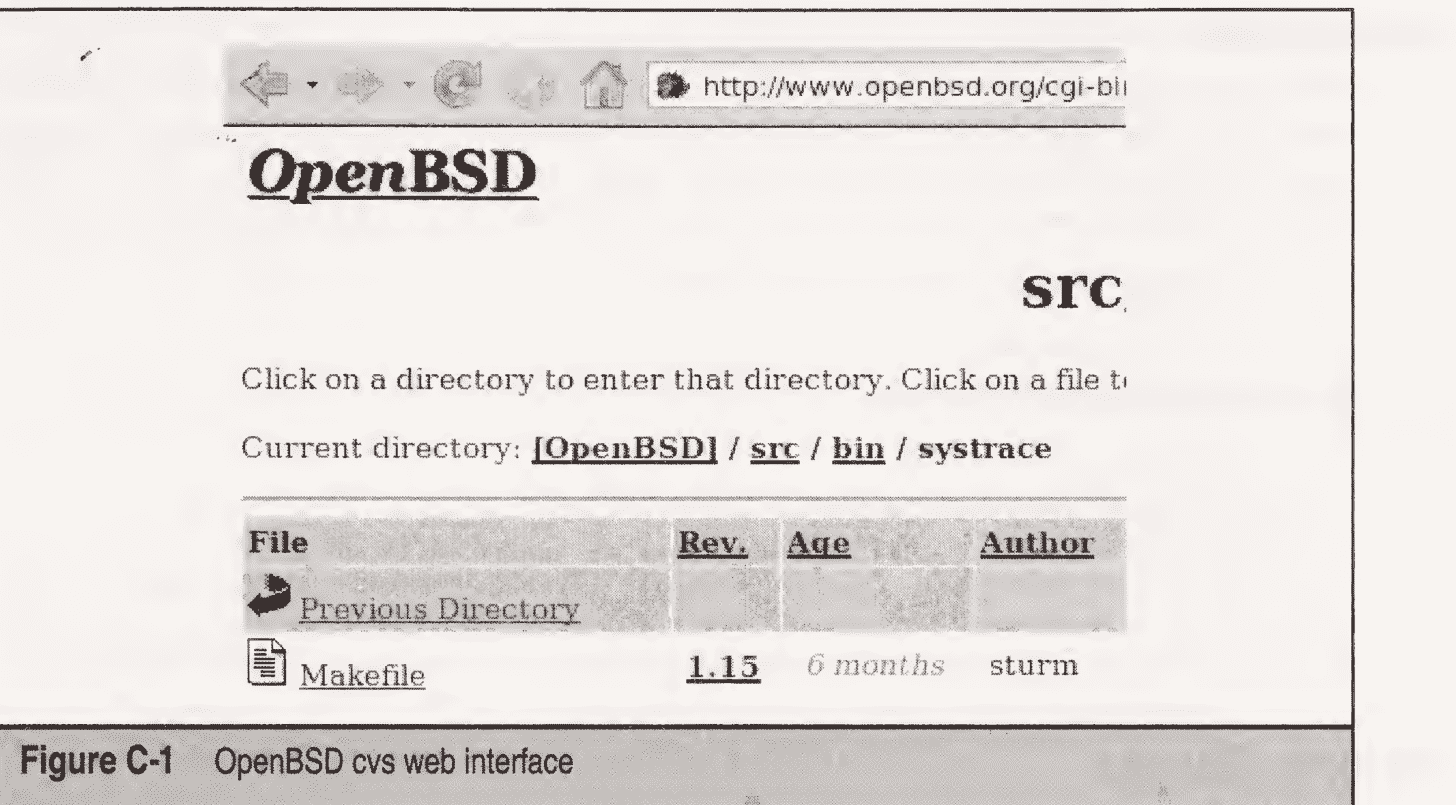 http://www.openbsd.org/cgi-bin
OpenBSD
src
Click on a directory to enter that directory. Click on a file to
Current directory: [OpenBSD] / src / bin / systrace
File Rev. Age Author
Previous Directory
Makefile 1.15 6 months sturm
Figure C-1 OpenBSD cvs web interface